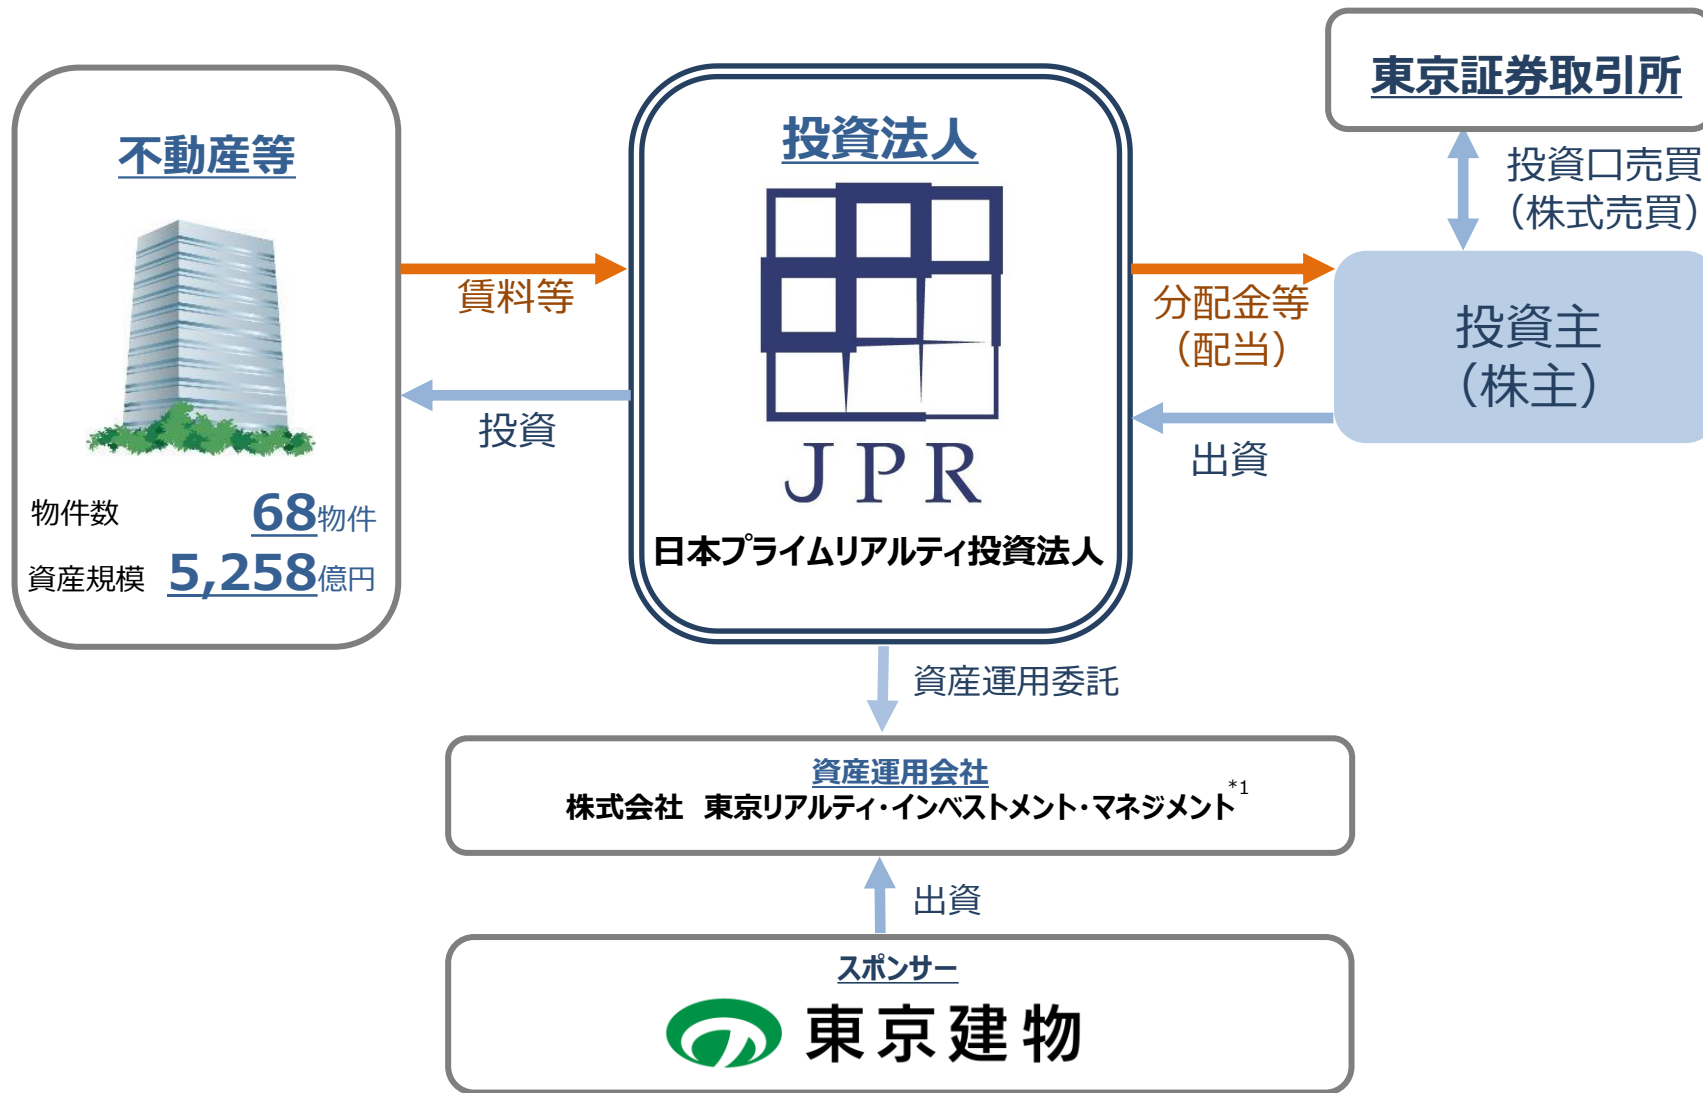 東京証券取引所
投資口売買
（株式売買）
不動産等
投資法人
賃料等
分配金等
（配当）
投資主
（株主）
投資
出資
JPR
日本プライムリアルティ投資法人
物件数 68物件
資産規模 5,258億円
資産運用委託
資産運用会社
株式会社　東京リアルティ・インベストメント・マネジメント*1
出資
スポンサー
東京建物